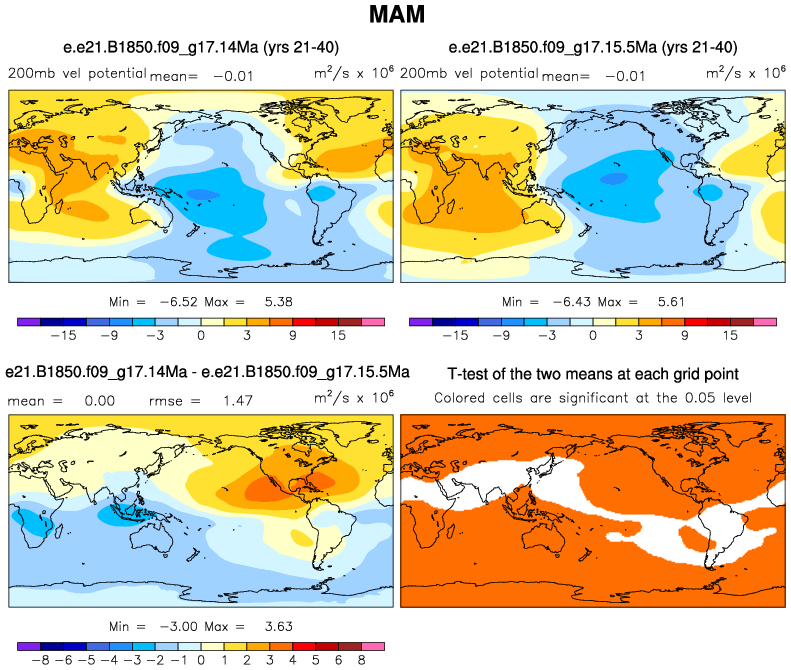 MAM
e.e21.B1850.f09_g17.14Ma (yrs 21-40)
200mb vel potential mean= −0.01 m²/s x 10⁶
Min = −6.52 Max = 5.38
−15 −9 −3 0 3 9 15
e.e21.B1850.f09_g17.15.5Ma (yrs 21-40)
200mb vel potential mean= −0.01 m²/s x 10⁶
Min = −6.43 Max = 5.61
−15 −9 −3 0 3 9 15
e21.B1850.f09_g17.14Ma - e.e21.B1850.f09_g17.15.5Ma
mean = 0.00 rmse = 1.47 m²/s x 10⁶
Min = −3.00 Max = 3.63
−8 −6 −5 −4 −3 −2 −1 0 1 2 3 4 5 6 8
T-test of the two means at each grid point
Colored cells are significant at the 0.05 level